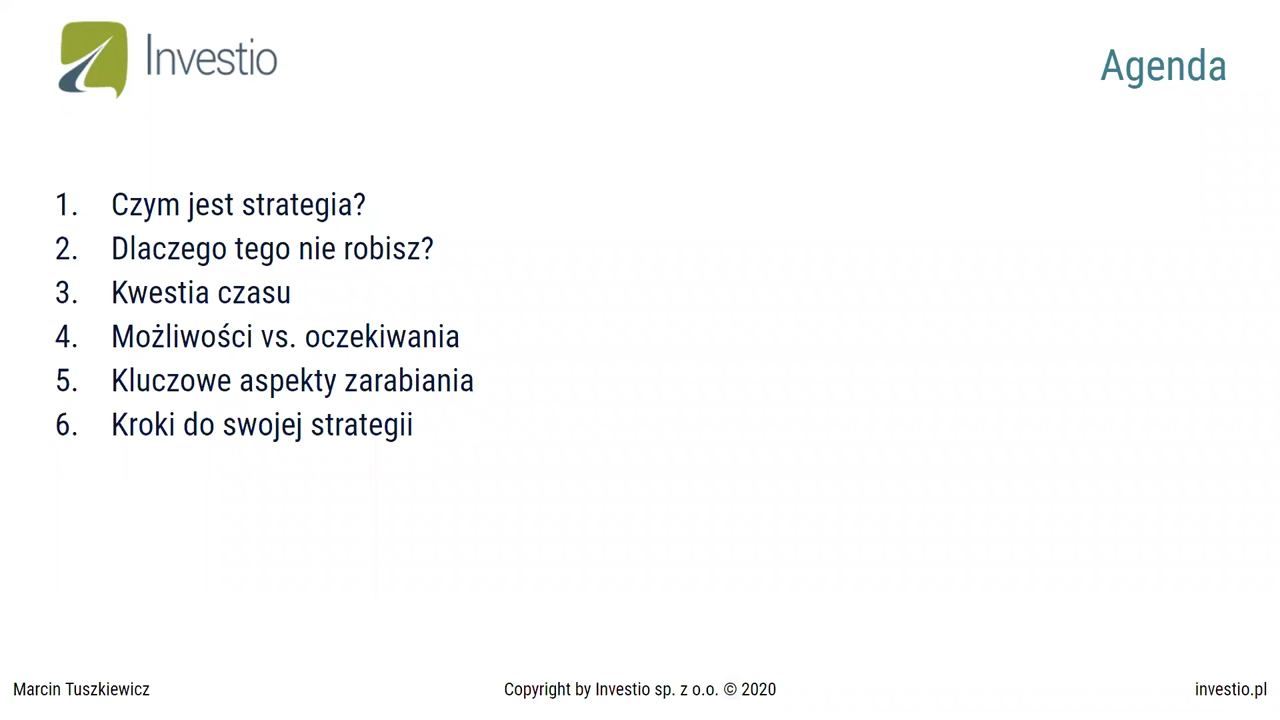 Investio
Agenda
1. Czym jest strategia?
2. Dlaczego tego nie robisz?
3. Kwestia czasu
4. Możliwości vs. oczekiwania
5. Kluczowe aspekty zarabiania
6. Kroki do swojej strategii
Marcin Tuszkiewicz
Copyright by Investio sp. z o.o. © 2020
investio.pl